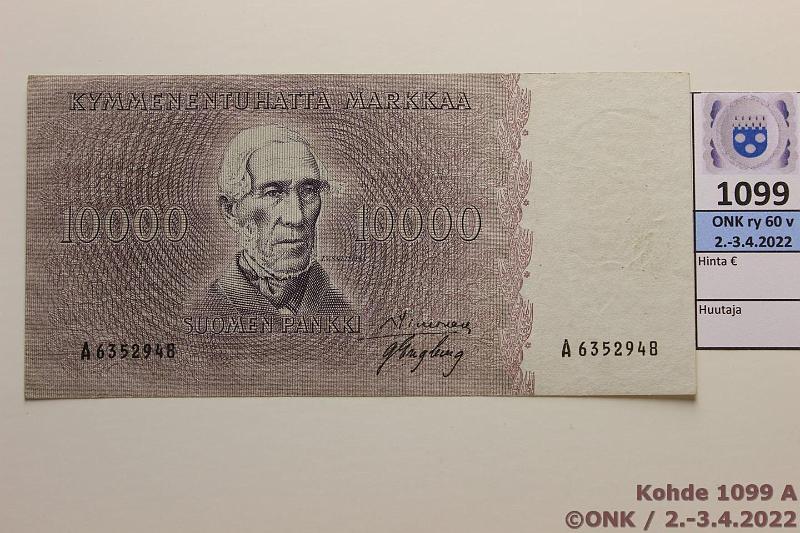 KYMMENENTUHATTA MARKKAA
10000
10000
SUOMEN PANKKI
A 6352948
A 6352948
1099
ONK ry 60 v
2.-3.4.2022
Hinta €
Huutaja
Kohde 1099 A
©ONK / 2.-3.4.2022